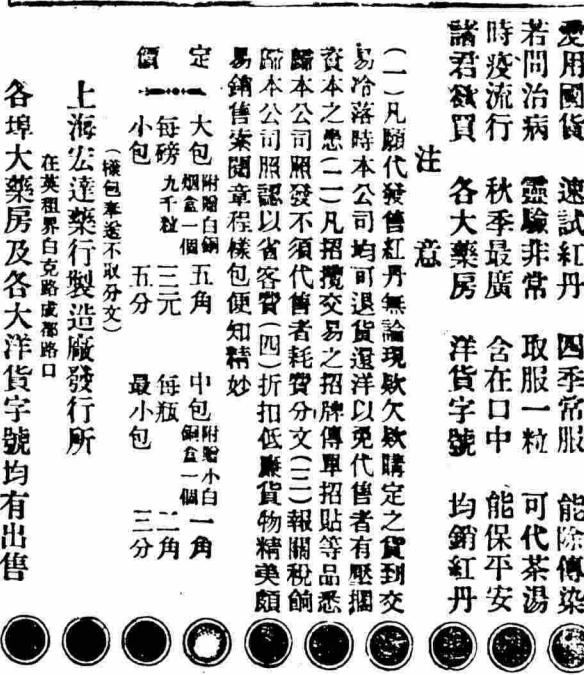 愛用國貨　速試紅丹　四季常服　能除傳染
若問治病　靈驗非常　取服一粒　可代茶湯
時疫流行　秋季最廣　含在口中　能保平安
諸君欲買　各大藥房　洋貨字號　均銷紅丹
注意
(一)凡願代發售紅丹無論現欵欠欵購定之貨到交
易冷落時本公司均可退貨還洋以免代售者有壓擱
資本之患(二)凡招攬交易之招牌傳單招貼等品悉
歸本公司照發不須代售者耗費分文(三)報關稅餉
歸本公司照認以省客費(四)折扣低廉貨物精美頗
易銷售索閱章程樣包便知精妙
定價
大包附贈白銅烟盒一個五角　中包附贈小白銅盒一個一角
每磅九千粒三元　每瓶二角
小包五分　最小包三分
(樣包奉送不取分文)
上海宏達藥行製造廠發行所
在英租界白克路成都路口
各埠大藥房及各大洋貨字號均有出售